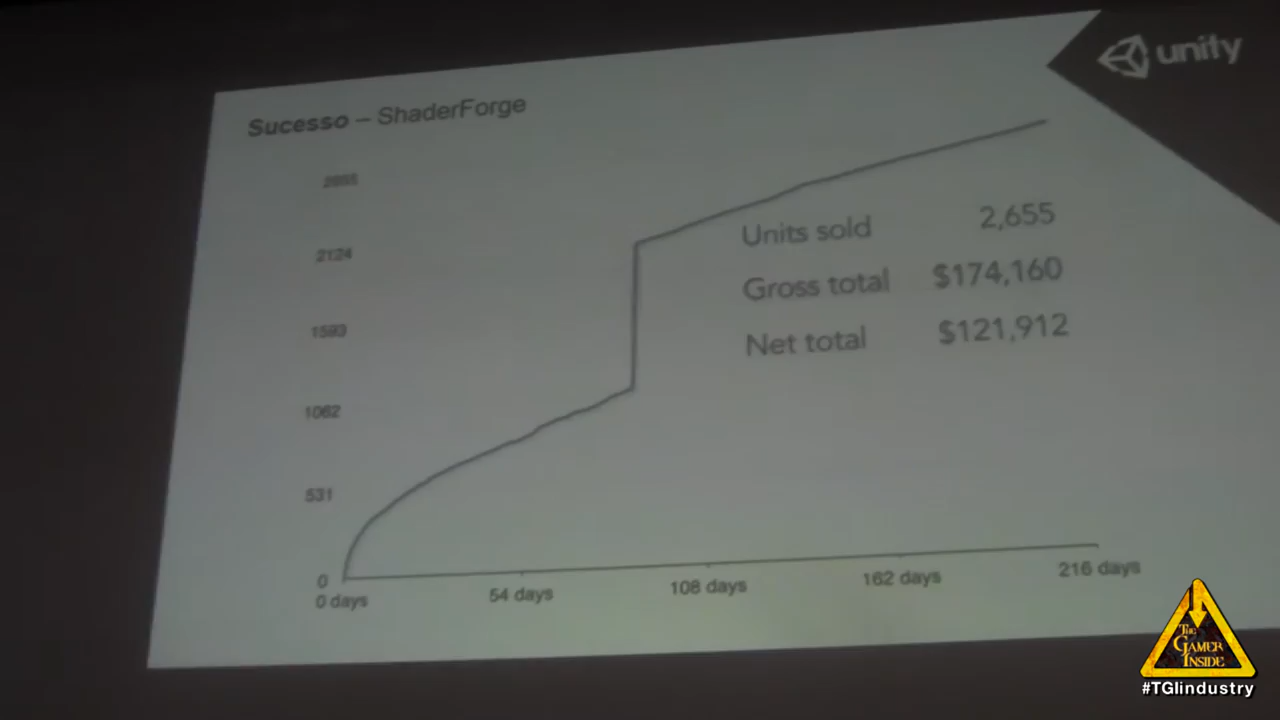 unity
Sucesso – ShaderForge
2655
2124
1593
1062
531
0
0 days
54 days
108 days
162 days
216 days
Units sold 2,655
Gross total $174,160
Net total $121,912
THE
GAMER
INSIDE
#TGIindustry